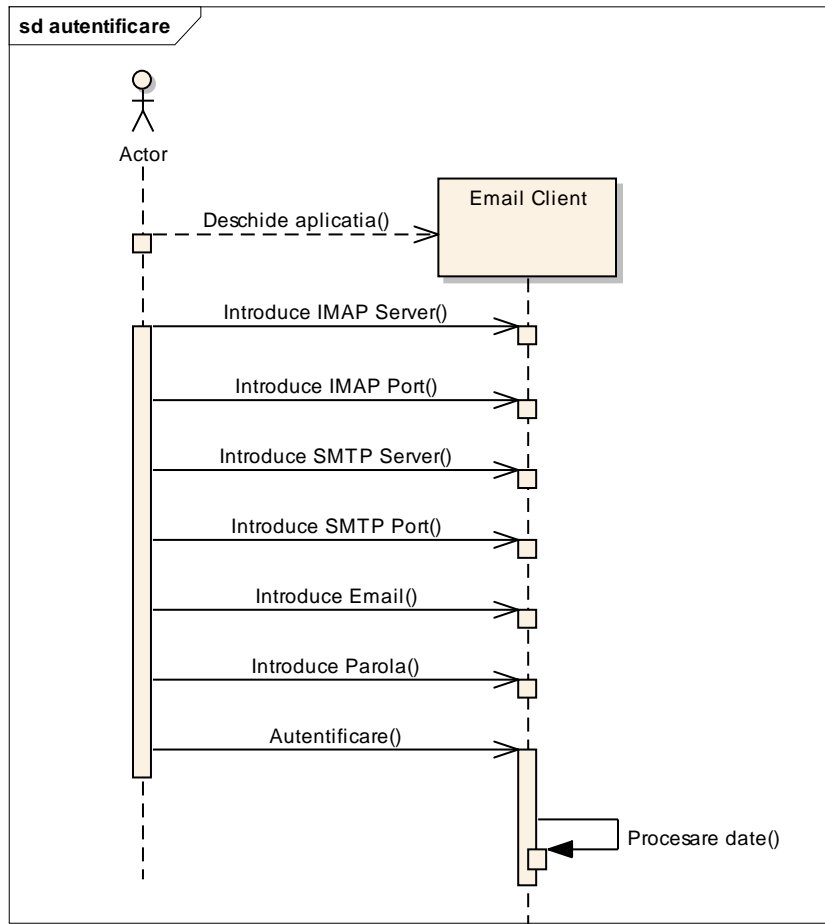 sd autentificare
Actor
Email Client
Deschide aplicatia()
Introduce IMAP Server()
Introduce IMAP Port()
Introduce SMTP Server()
Introduce SMTP Port()
Introduce Email()
Introduce Parola()
Autentificare()
Procesare date()